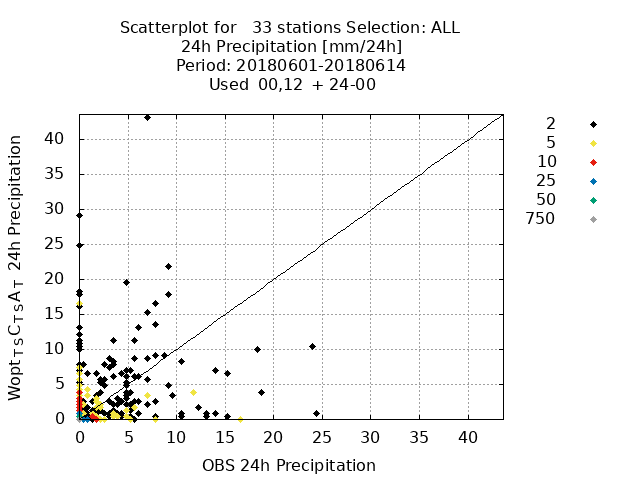 Scatterplot for 33 stations Selection: ALL
24h Precipitation [mm/24h]
Period: 20180601-20180614
Used 00,12 + 24-00
2
5
10
25
50
750
40
35
30
25
20
15
10
5
0
WoptTSCTSAT 24h Precipitation
0 5 10 15 20 25 30 35 40
OBS 24h Precipitation